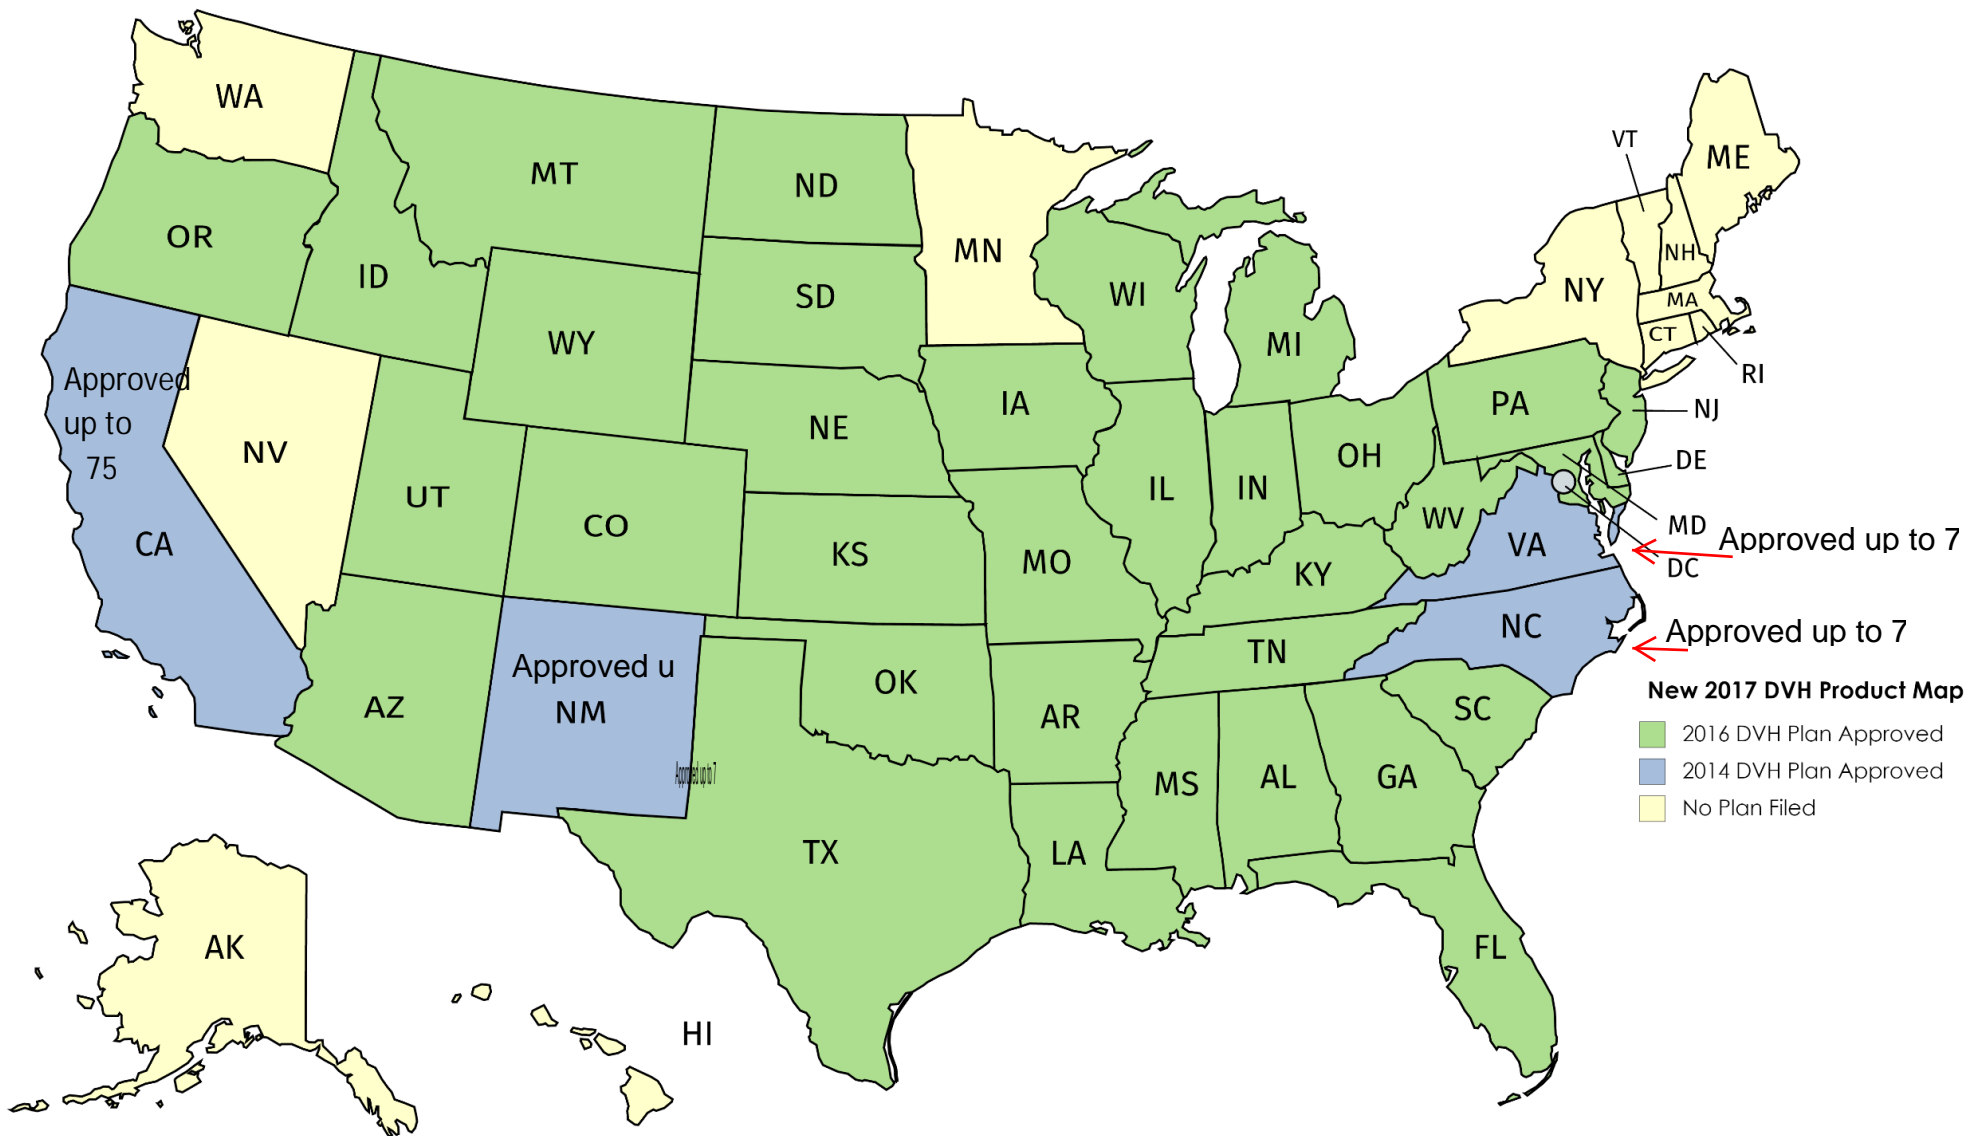 WA
MT
ND
MN
VT
ME
OR
ID
SD
WI
NH
NY
MA
CT
RI
WY
MI
Approved
up to
75
IA
PA
NJ
NV
NE
OH
DE
UT
IL
IN
CO
WV
MD
CA
KS
MO
VA
Approved up to 7
KY
DC
NC
Approved up to 7
TN
Approved u
NM
OK
New 2017 DVH Product Map
AZ
AR
SC
2016 DVH Plan Approved
Approved up to 7
2014 DVH Plan Approved
MS
AL
GA
No Plan Filed
TX
LA
AK
FL
HI